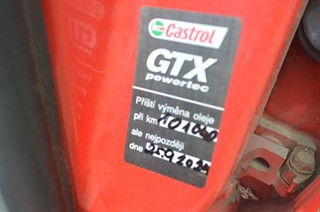 Castrol
GTX
powertec
Příští výměna oleje
při km
ale nejpozději
dne